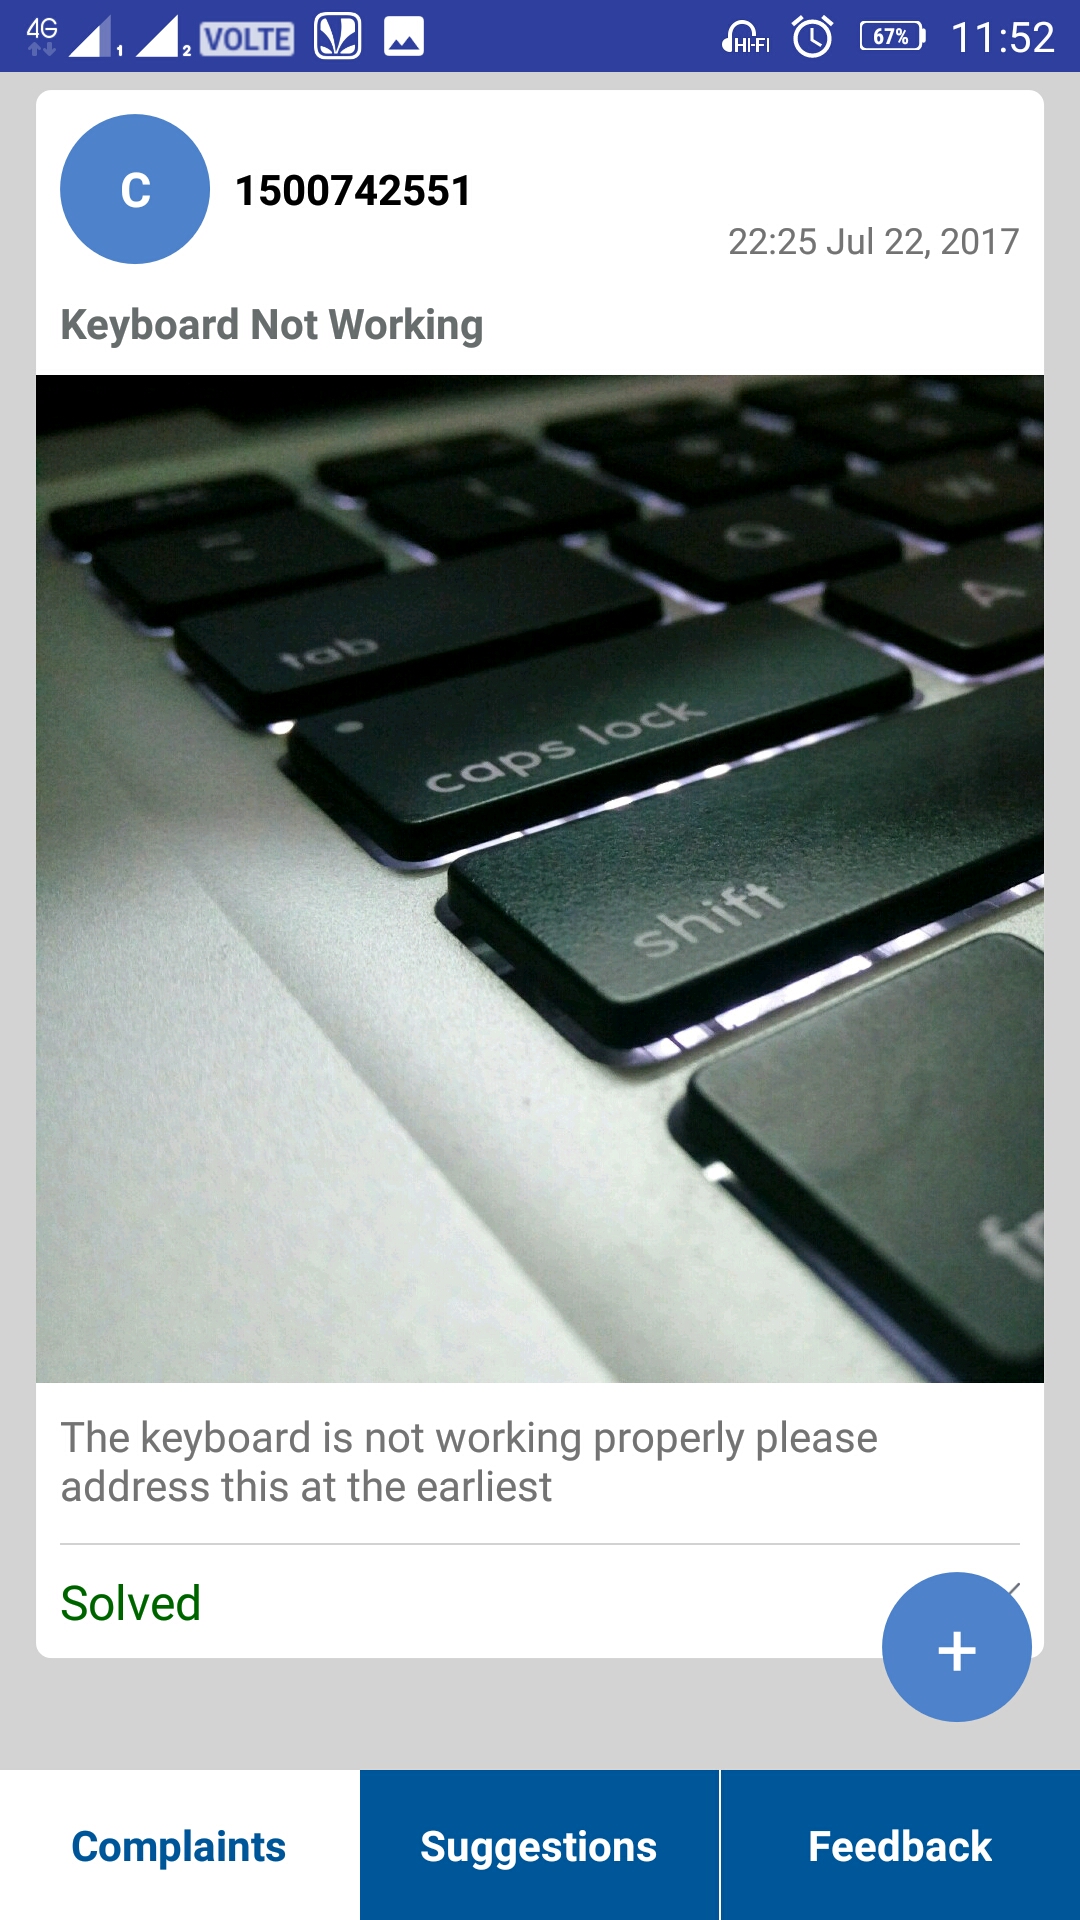 4G 1 2 VOLTE HI-FI 67% 11:52
C 1500742551
22:25 Jul 22, 2017
Keyboard Not Working
W
Q
A
tab
caps lock
shift
The keyboard is not working properly please
address this at the earliest
Solved
+
Complaints Suggestions Feedback